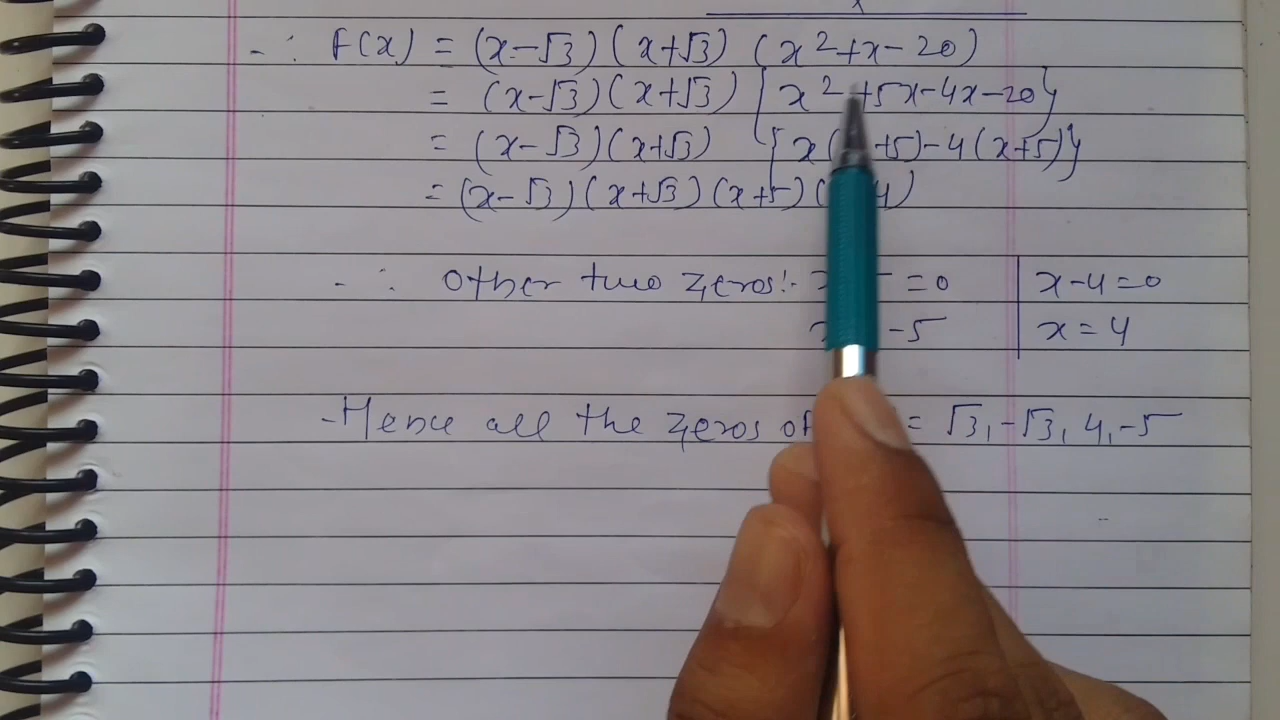 ∴ f(x) = (x-√3)(x+√3)(x²+x-20)
= (x-√3)(x+√3) {x²+5x-4x-20}
= (x-√3)(x+√3) {x( +5)-4(x+5)}
= (x-√3)(x+√3)(x+5)( 4)
∴ Other two zeros:- =0 | x-4=0
-5 | x=4
Hence all the zeros of = √3, -√3, 4, -5